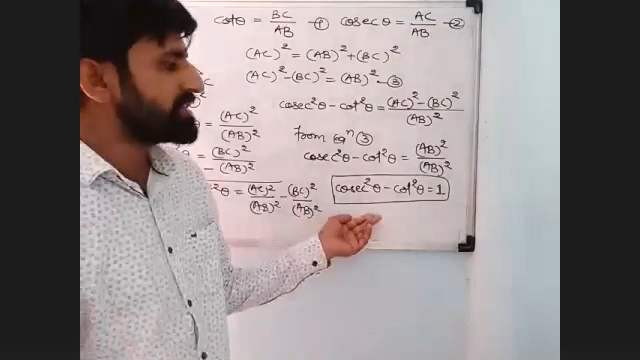 cotθ = BC/AB —① cosecθ = AC/AB —②
(AC)² = (AB)² + (BC)²
(AC)² - (BC)² = (AB)² —③
cosec²θ - cot²θ = (AC)² - (BC)²/(AB)²
from eqⁿ ③
cosec²θ - cot²θ = (AB)²/(AB)²
cosec²θ - cot²θ = 1
= (AC)²/(AB)²
= (BC)²/(AB)²
²θ = (AC)²/(AB)² - (BC)²/(AB)²